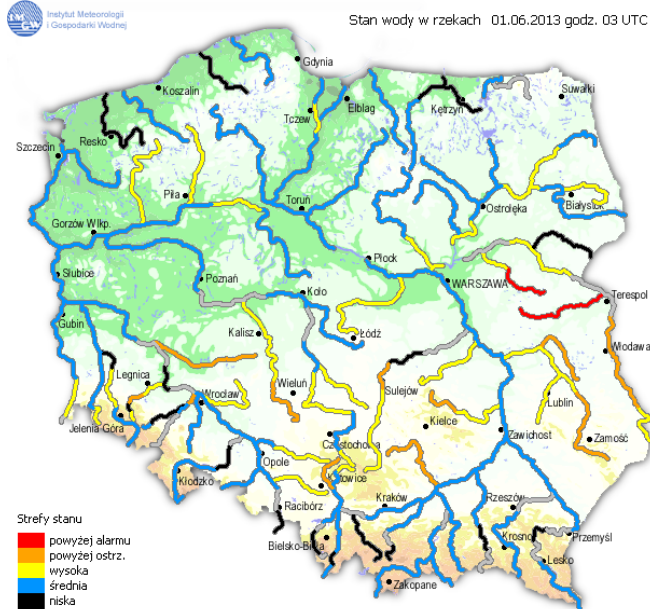 Instytut Meteorologii
i Gospodarki Wodnej
Stan wody w rzekach 01.06.2013 godz. 03 UTC
Gdynia
Koszalin
Suwałki
Elbląg
Kętrzyn
Tczew
Resko
Szczecin
Piła
Toruń
Ostrołęka
Białystok
Gorzów Wlkp.
Płock
Słubice
Poznań
WARSZAWA
Koło
Terespol
Gubin
Kalisz
Łódź
Włodawa
Legnica
Wieluń
Sulejów
Wrocław
Lublin
Jelenia Góra
Kielce
Częstochowa
Zawichost
Zamość
Opole
Kłodzko
Katowice
Racibórz
Kraków
Rzeszów
Bielsko-Biała
Krosno
Przemyśl
Lesko
Zakopane
Strefy stanu
powyżej alarmu
powyżej ostrz.
wysoka
średnia
niska